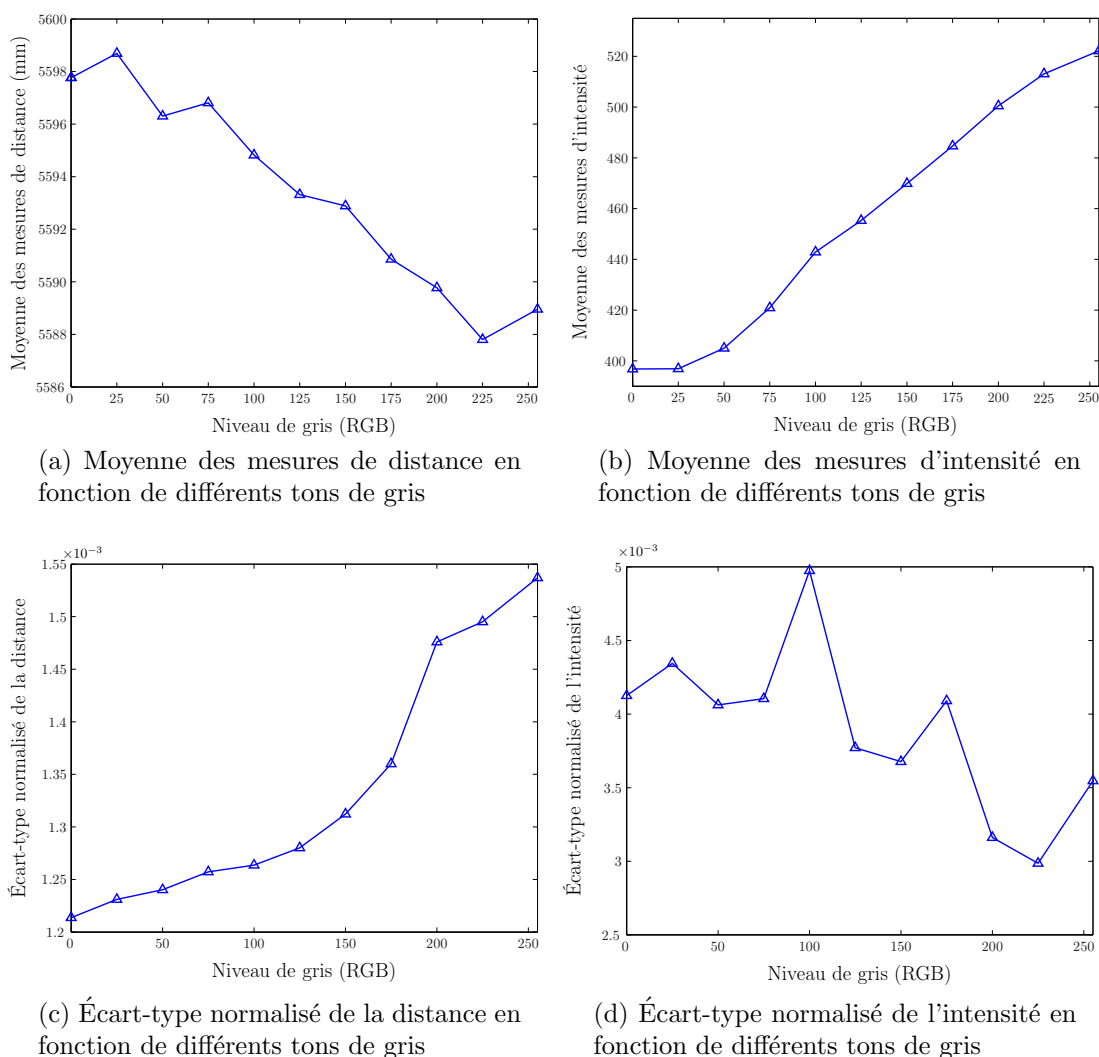 5600
5598
5596
5594
5592
5590
5588
5586
Moyenne des mesures de distance (mm)
0 25 50 75 100 125 150 175 200 225 250
Niveau de gris (RGB)
(a) Moyenne des mesures de distance en
fonction de différents tons de gris
520
500
480
460
440
420
400
Moyenne des mesures d'intensité
0 25 50 75 100 125 150 175 200 225 250
Niveau de gris (RGB)
(b) Moyenne des mesures d'intensité en
fonction de différents tons de gris
×10⁻³
1.55
1.5
1.45
1.4
1.35
1.3
1.25
1.2
Écart-type normalisé de la distance
0 50 100 150 200 250
Niveau de gris (RGB)
(c) Écart-type normalisé de la distance en
fonction de différents tons de gris
×10⁻³
5
4.5
4
3.5
3
2.5
Écart-type normalisé de l'intensité
0 50 100 150 200 250
Niveau de gris (RGB)
(d) Écart-type normalisé de l'intensité en
fonction de différents tons de gris